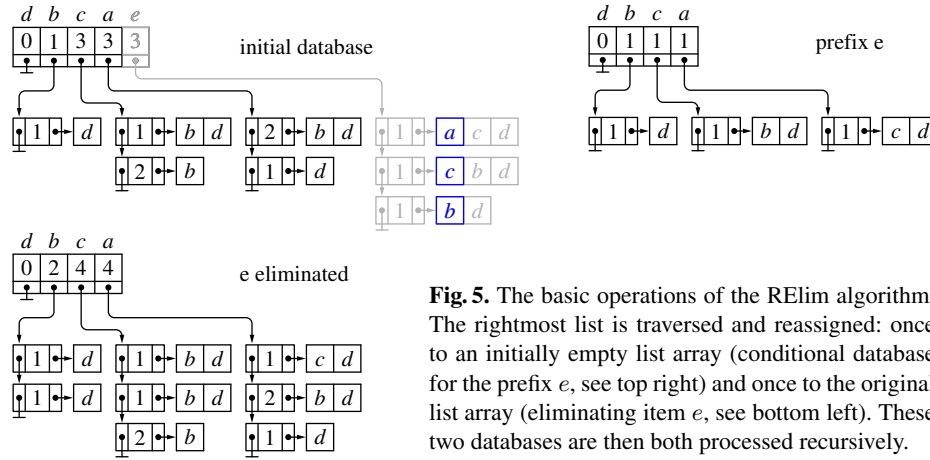 d b c a e
0 1 3 3 3
initial database
1 d
1 b d
2 b d
1 a c d
2 b
1 d
1 c b d
1 b d
d b c a
0 1 1 1
prefix e
1 d
1 b d
1 c d
d b c a
0 2 4 4
e eliminated
1 d
1 b d
1 c d
1 d
1 b d
2 b d
2 b
1 d
Fig. 5. The basic operations of the RElim algorithm
The rightmost list is traversed and reassigned: once
to an initially empty list array (conditional database
for the prefix e, see top right) and once to the original
list array (eliminating item e, see bottom left). These
two databases are then both processed recursively.